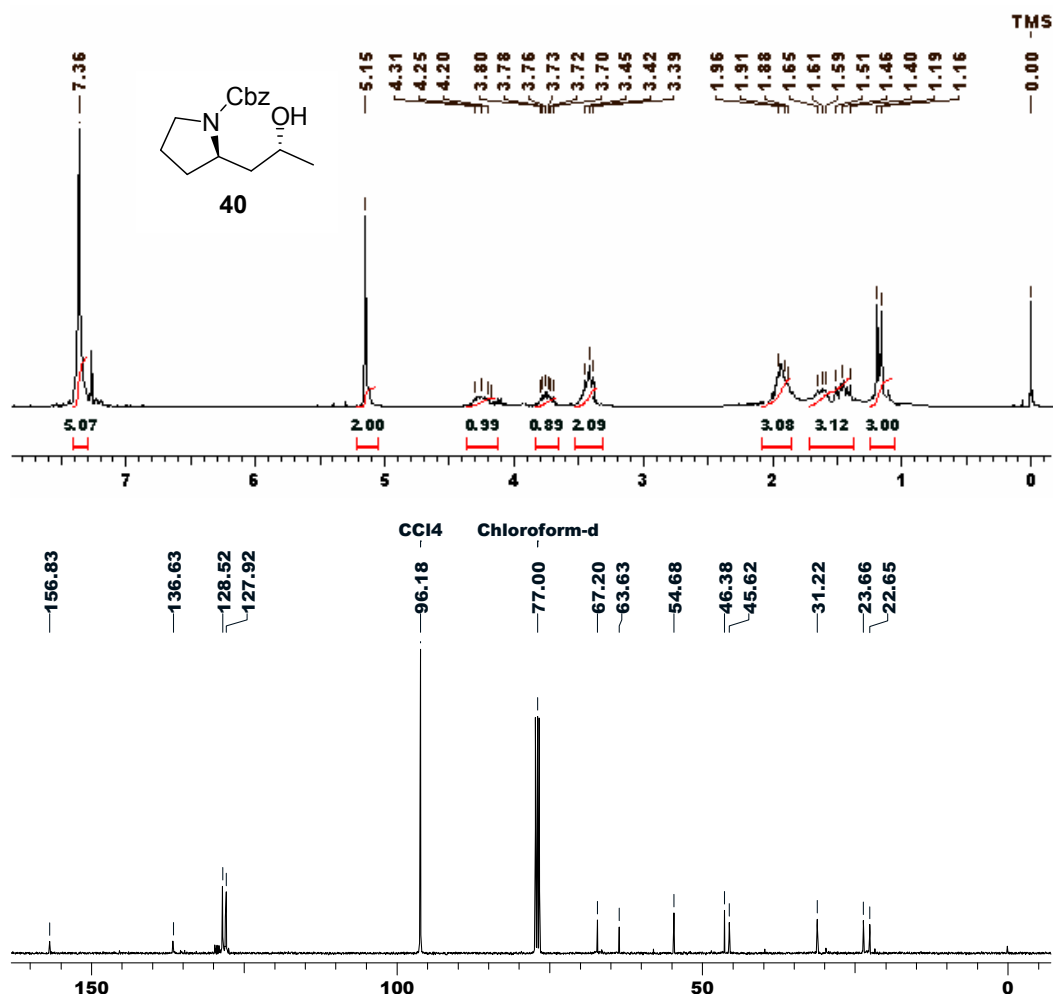 TMS
7.36 5.15 4.31 4.25 4.20 3.80 3.78 3.76 3.73 3.72 3.70 3.45 3.42 3.39 1.96 1.91 1.88 1.65 1.61 1.59 1.51 1.46 1.40 1.19 1.16 0.00
Cbz
N
OH
40
5.07 2.00 0.99 0.89 2.09 3.08 3.12 3.00
7 6 5 4 3 2 1 0
CCl4 Chloroform-d
156.83 136.63 128.52 127.92 96.18 77.00 67.20 63.63 54.68 46.38 45.62 31.22 23.66 22.65
150 100 50 0